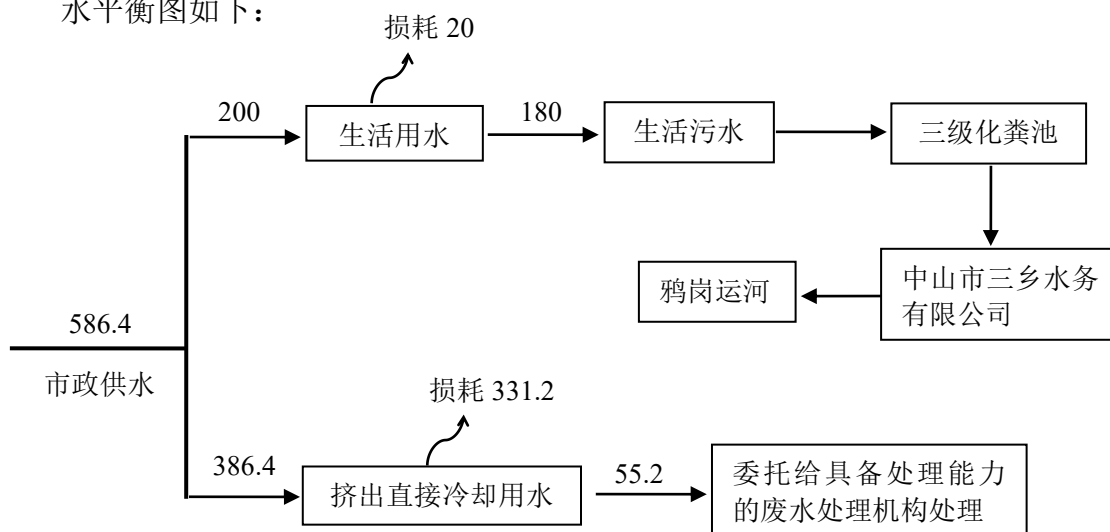 水平衡图如下：
损耗 20
200
生活用水
180
生活污水
三级化粪池
鸦岗运河
中山市三乡水务
有限公司
586.4
市政供水
损耗 331.2
386.4
挤出直接冷却用水
55.2
委托给具备处理能力
的废水处理机构处理